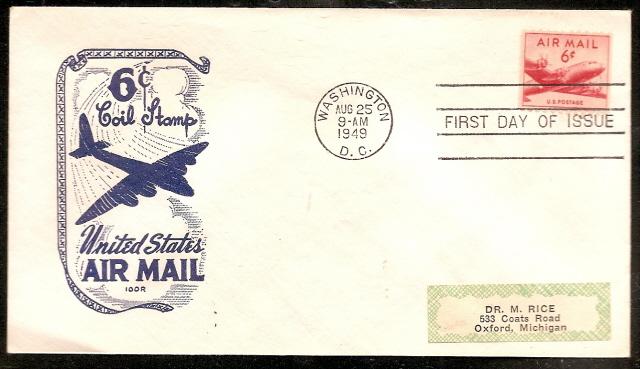 6¢
Coil Stamp
United States
AIR MAIL
IOOR
WASHINGTON
AUG 25
9-AM
1949
D. C.
AIR MAIL
6¢
U.S. POSTAGE
FIRST DAY OF ISSUE
DR. M. RICE
533 Coats Road
Oxford, Michigan